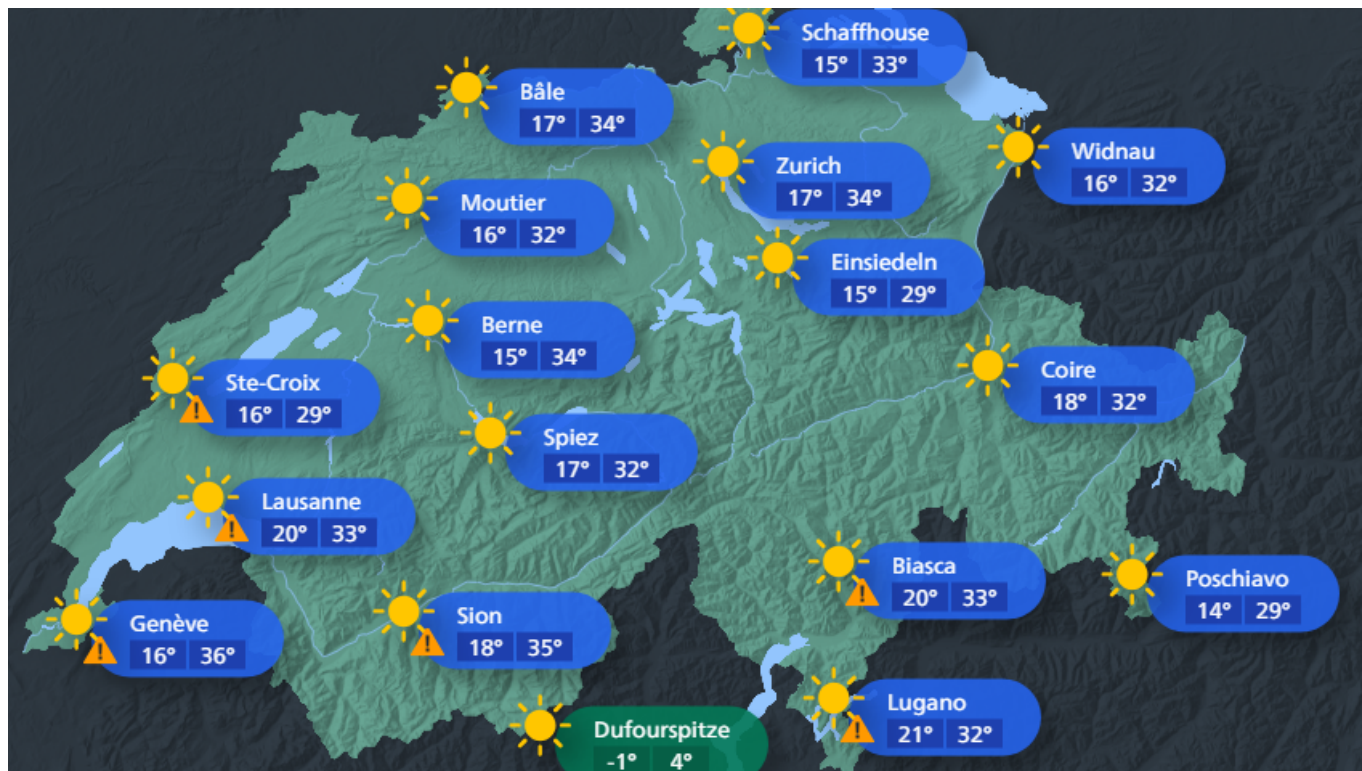 Schaffhouse
15° 33°
Bâle
17° 34°
Widnau
16° 32°
Zurich
17° 34°
Moutier
16° 32°
Einsiedeln
15° 29°
Berne
15° 34°
Coire
18° 32°
Ste-Croix
16° 29°
Spiez
17° 32°
Lausanne
20° 33°
Biasca
20° 33°
Poschiavo
14° 29°
Genève
16° 36°
Sion
18° 35°
Lugano
21° 32°
Dufourspitze
-1° 4°